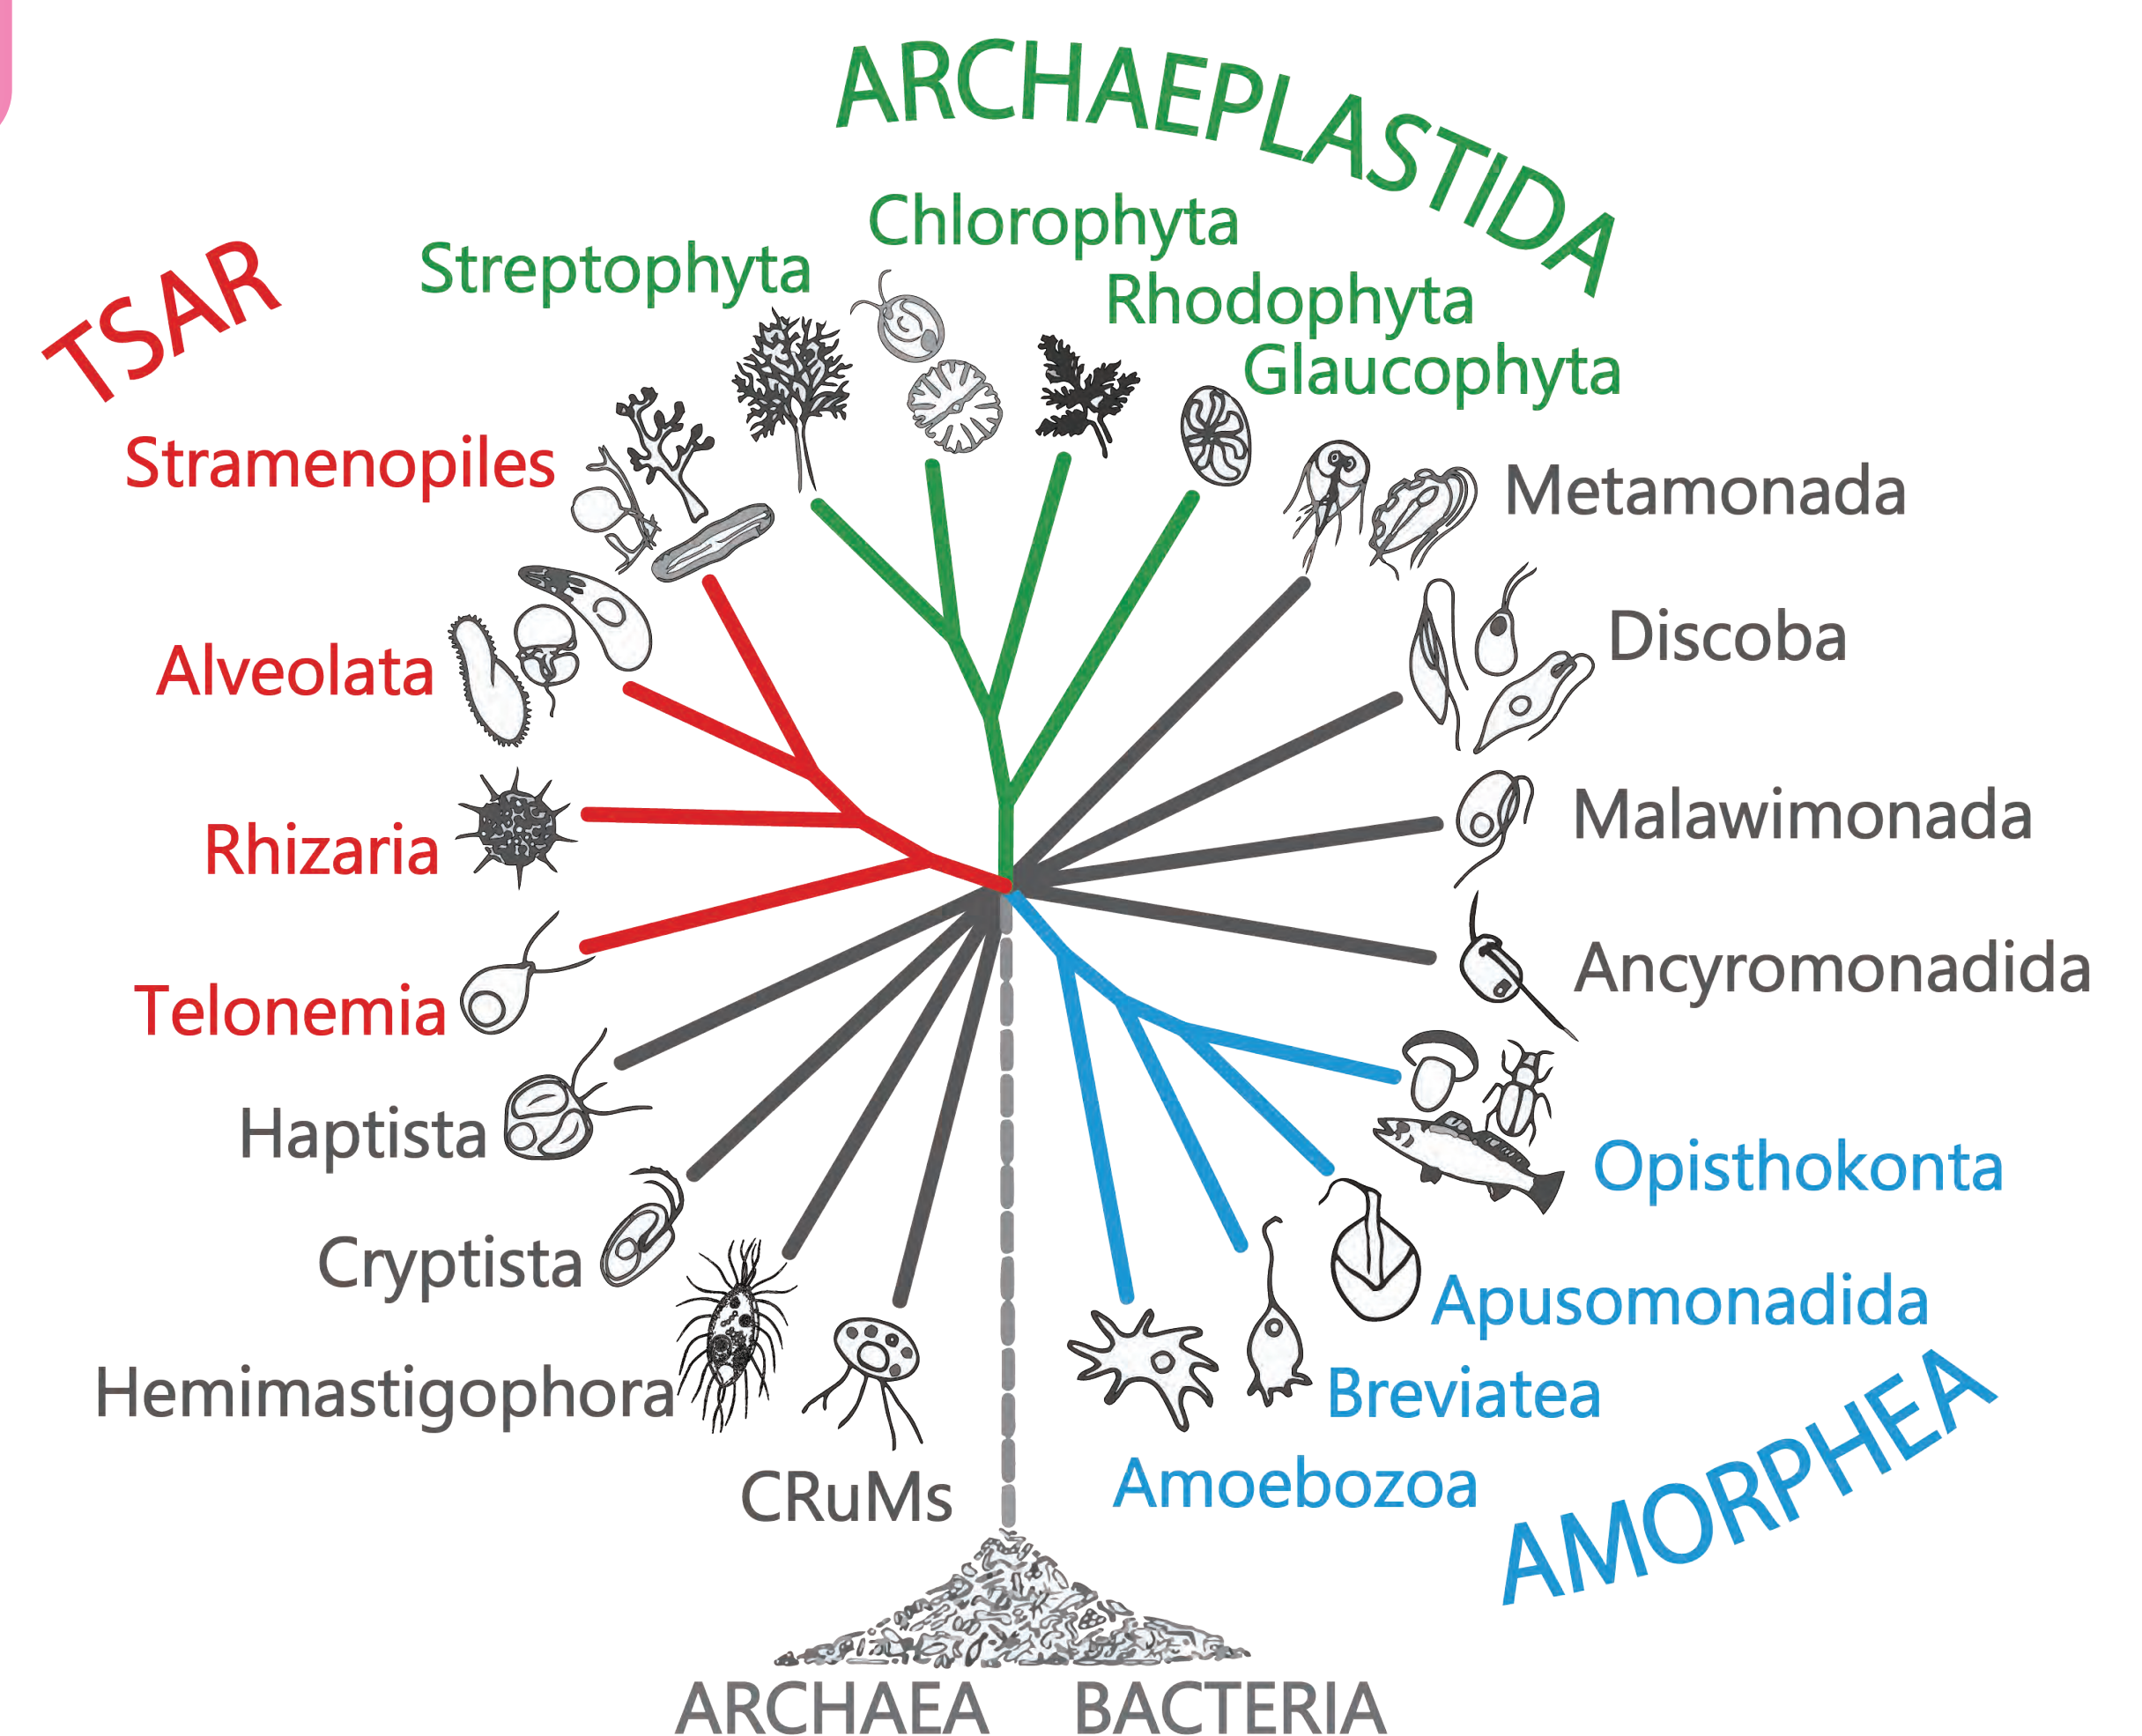 ARCHAEPLASTIDA
Chlorophyta
Streptophyta
Rhodophyta
Glaucophyta
TSAR
Stramenopiles
Metamonada
Discoba
Alveolata
Malawimonada
Rhizaria
Ancyromonadida
Telonemia
Haptista
Opisthokonta
Cryptista
Apusomonadida
Hemimastigophora
Breviatea
CRuMs
Amoebozoa
AMORPHEA
ARCHAEA BACTERIA